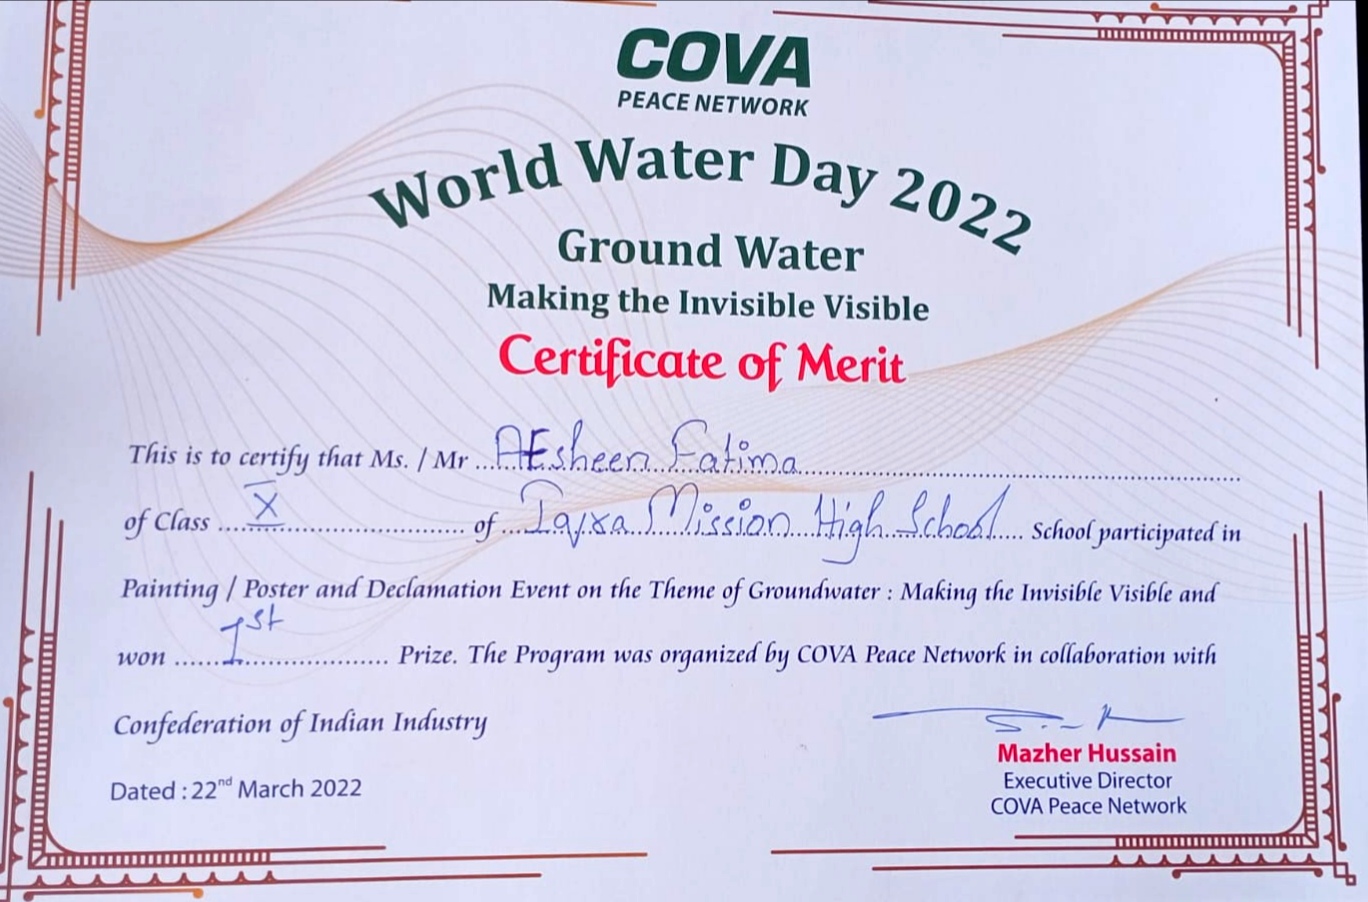 COVA
PEACE NETWORK
World Water Day 2022
Ground Water
Making the Invisible Visible
Certificate of Merit
This is to certify that Ms. / Mr ... AEsheen Fatima
of Class ... X ... of ... Mission High School ... School participated in
Painting / Poster and Declamation Event on the Theme of Groundwater : Making the Invisible Visible and
won ... 1st ... Prize. The Program was organized by COVA Peace Network in collaboration with
Confederation of Indian Industry
Dated : 22nd March 2022
Mazher Hussain
Executive Director
COVA Peace Network